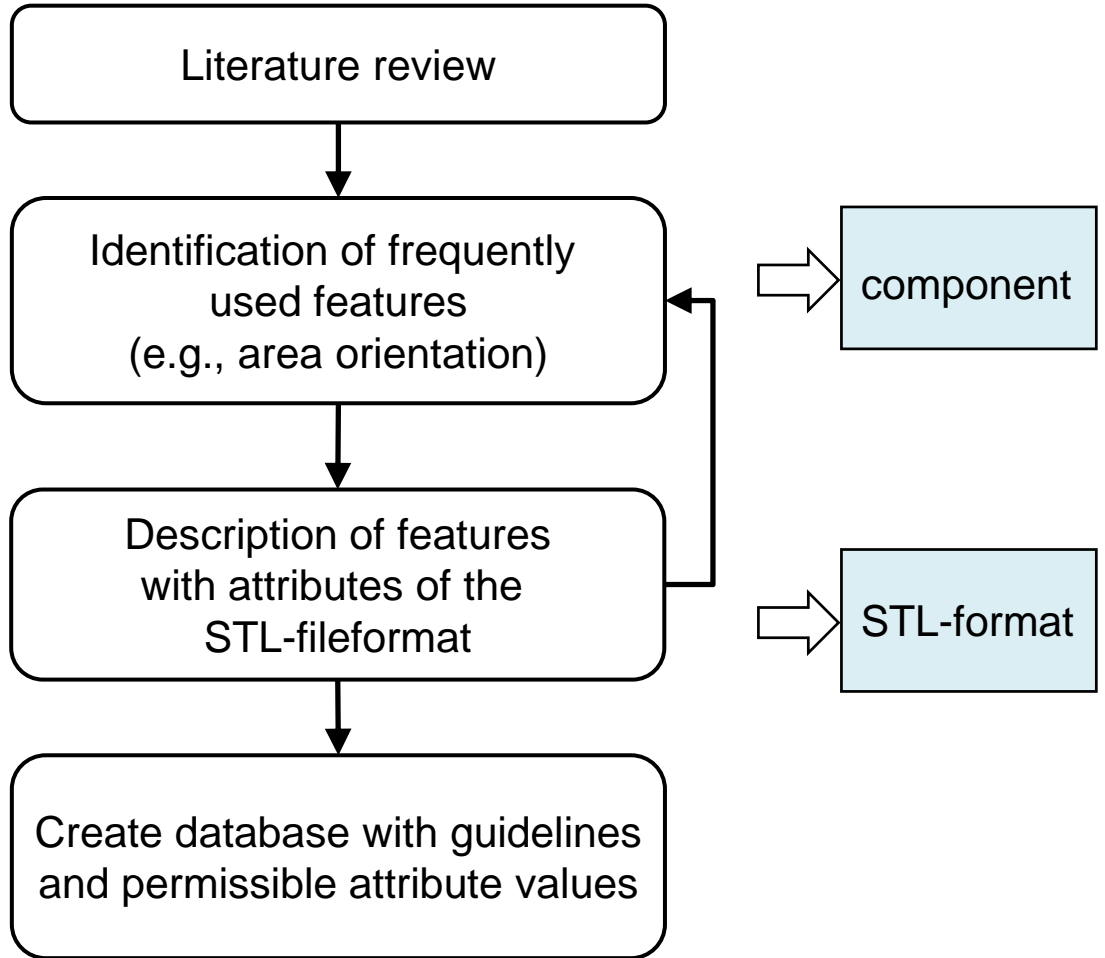 Literature review
Identification of frequently
used features
(e.g., area orientation)
component
Description of features
with attributes of the
STL-fileformat
STL-format
Create database with guidelines
and permissible attribute values